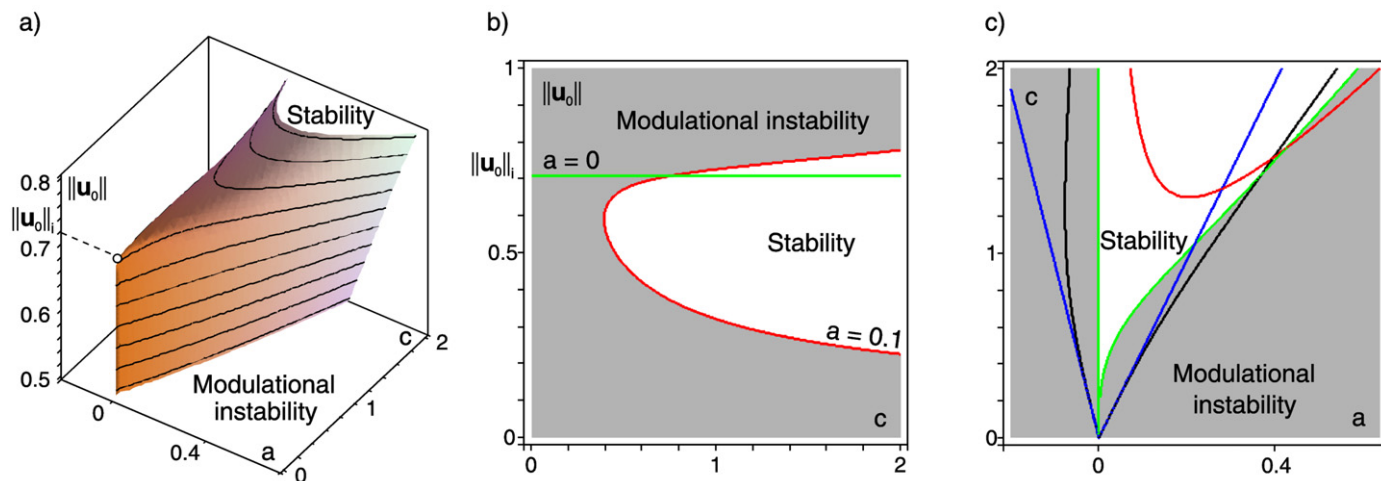 a)
Stability
0.8
‖u₀‖
‖u₀‖ᵢ
0.7
0.6
0.5
Modulational
instability
c
2
1
0
0
0.4
a
b)
1
‖u₀‖
Modulational instability
‖u₀‖ᵢ
a = 0
0.5
Stability
a = 0.1
0
c
0
1
2
c)
2
c
1
Stability
Modulational
instability
0
a
0
0.4